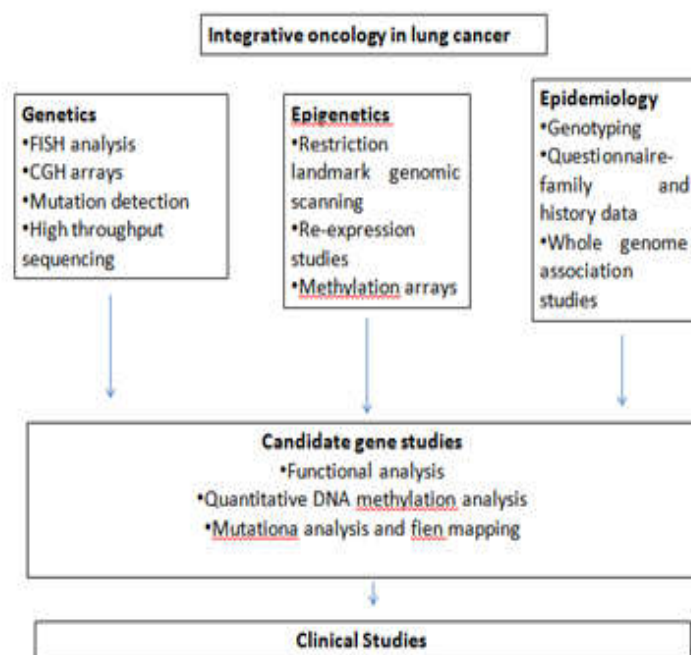 Integrative oncology in lung cancer
Genetics
•FISH analysis
•CGH arrays
•Mutation detection
•High throughput
sequencing
Epigenetics
•Restriction
landmark genomic
scanning
•Re-expression
studies
•Methylation arrays
Epidemiology
•Genotyping
•Questionnaire-
family and
history data
•Whole genome
association
studies
Candidate gene studies
•Functional analysis
•Quantitative DNA methylation analysis
•Mutationa analysis and fien mapping
Clinical Studies